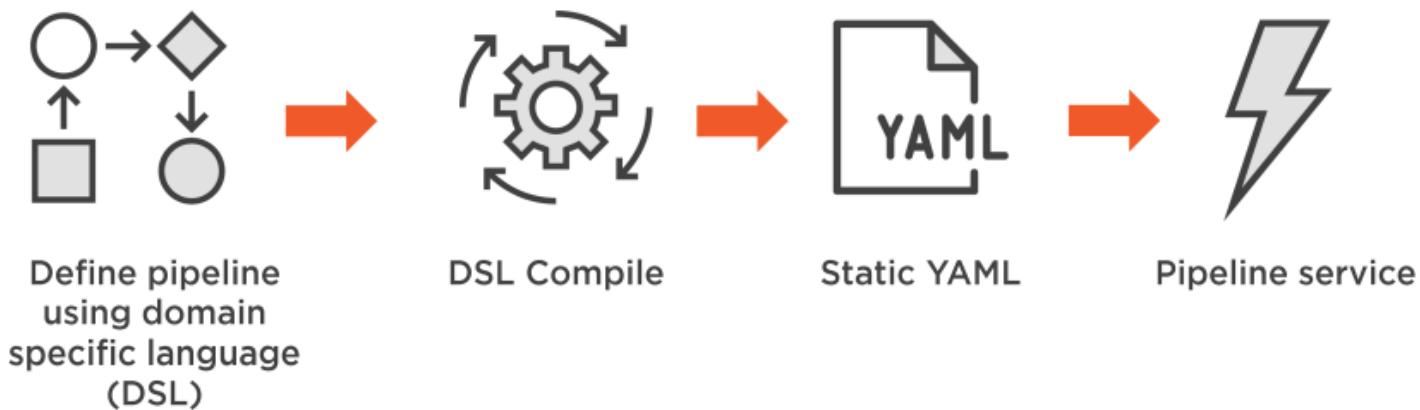 YAML
Define pipeline
using domain
specific language
(DSL)
DSL Compile
Static YAML
Pipeline service